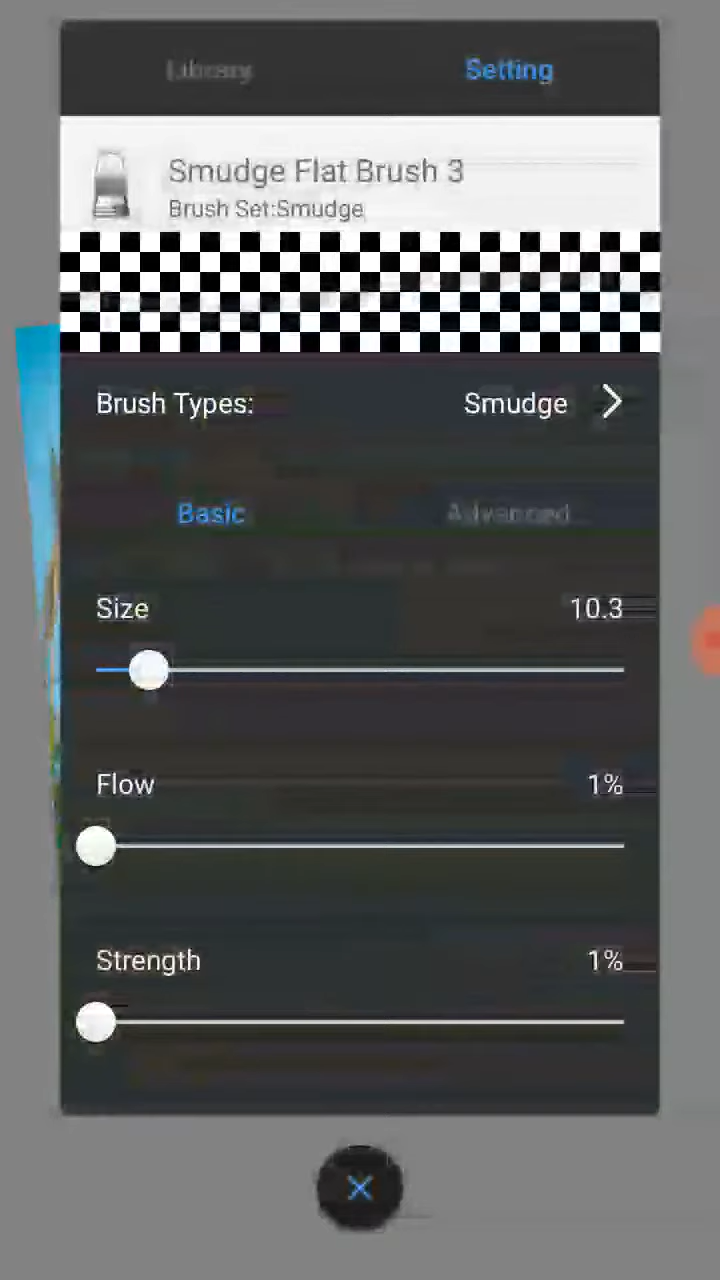 Library Setting
Smudge Flat Brush 3
Brush Set:Smudge
Brush Types: Smudge
Basic Advanced
Size 10.3
Flow 1%
Strength 1%